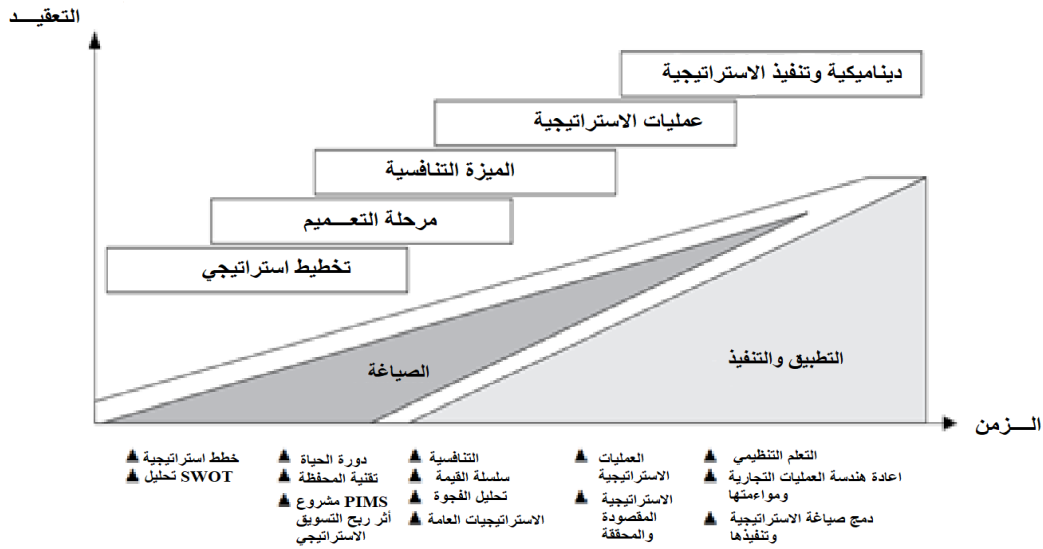 التعقيــــد
ديناميكية وتنفيذ الاستراتيجية
عمليات الاستراتيجية
الميزة التنافسية
مرحلة التعـــميم
تخطيط استراتيجي
الصياغة
التطبيق والتنفيذ
الـــزمن
خطط استراتيجية
تحليل SWOT
دورة الحياة
تقنية المحفظة
مشروع PIMS
أثر ربح التسويق
الاستراتيجي
التنافسية
سلسلة القيمة
تحليل الفجوة
الاستراتيجيات العامة
العمليات
الاستراتيجية
الاستراتيجية
المقصودة
والمحققة
التعلم التنظيمي
اعادة هندسة العمليات التجارية
ومواءمتها
دمج صياغة الاستراتيجية
وتنفيذها